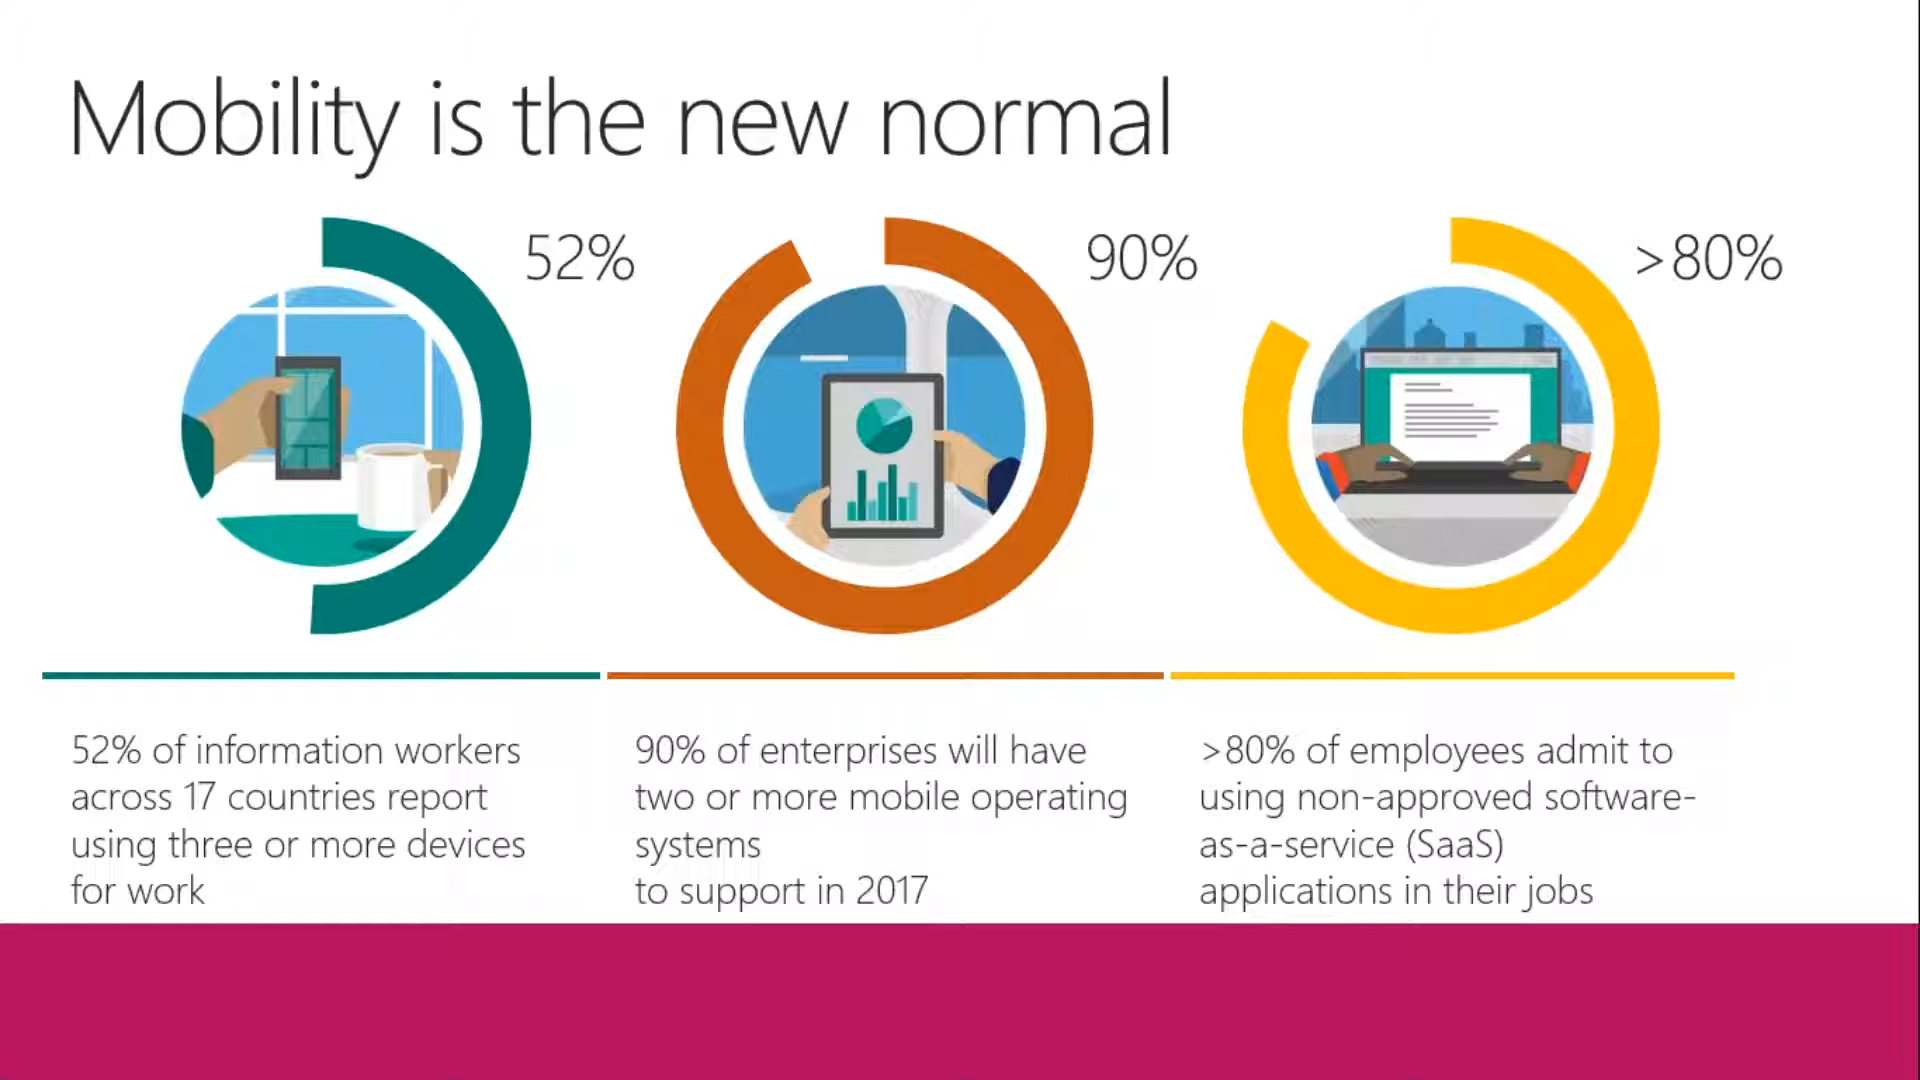 Mobility is the new normal
52%
90%
>80%
52% of information workers
across 17 countries report
using three or more devices
for work
90% of enterprises will have
two or more mobile operating
systems
to support in 2017
>80% of employees admit to
using non-approved software-
as-a-service (SaaS)
applications in their jobs